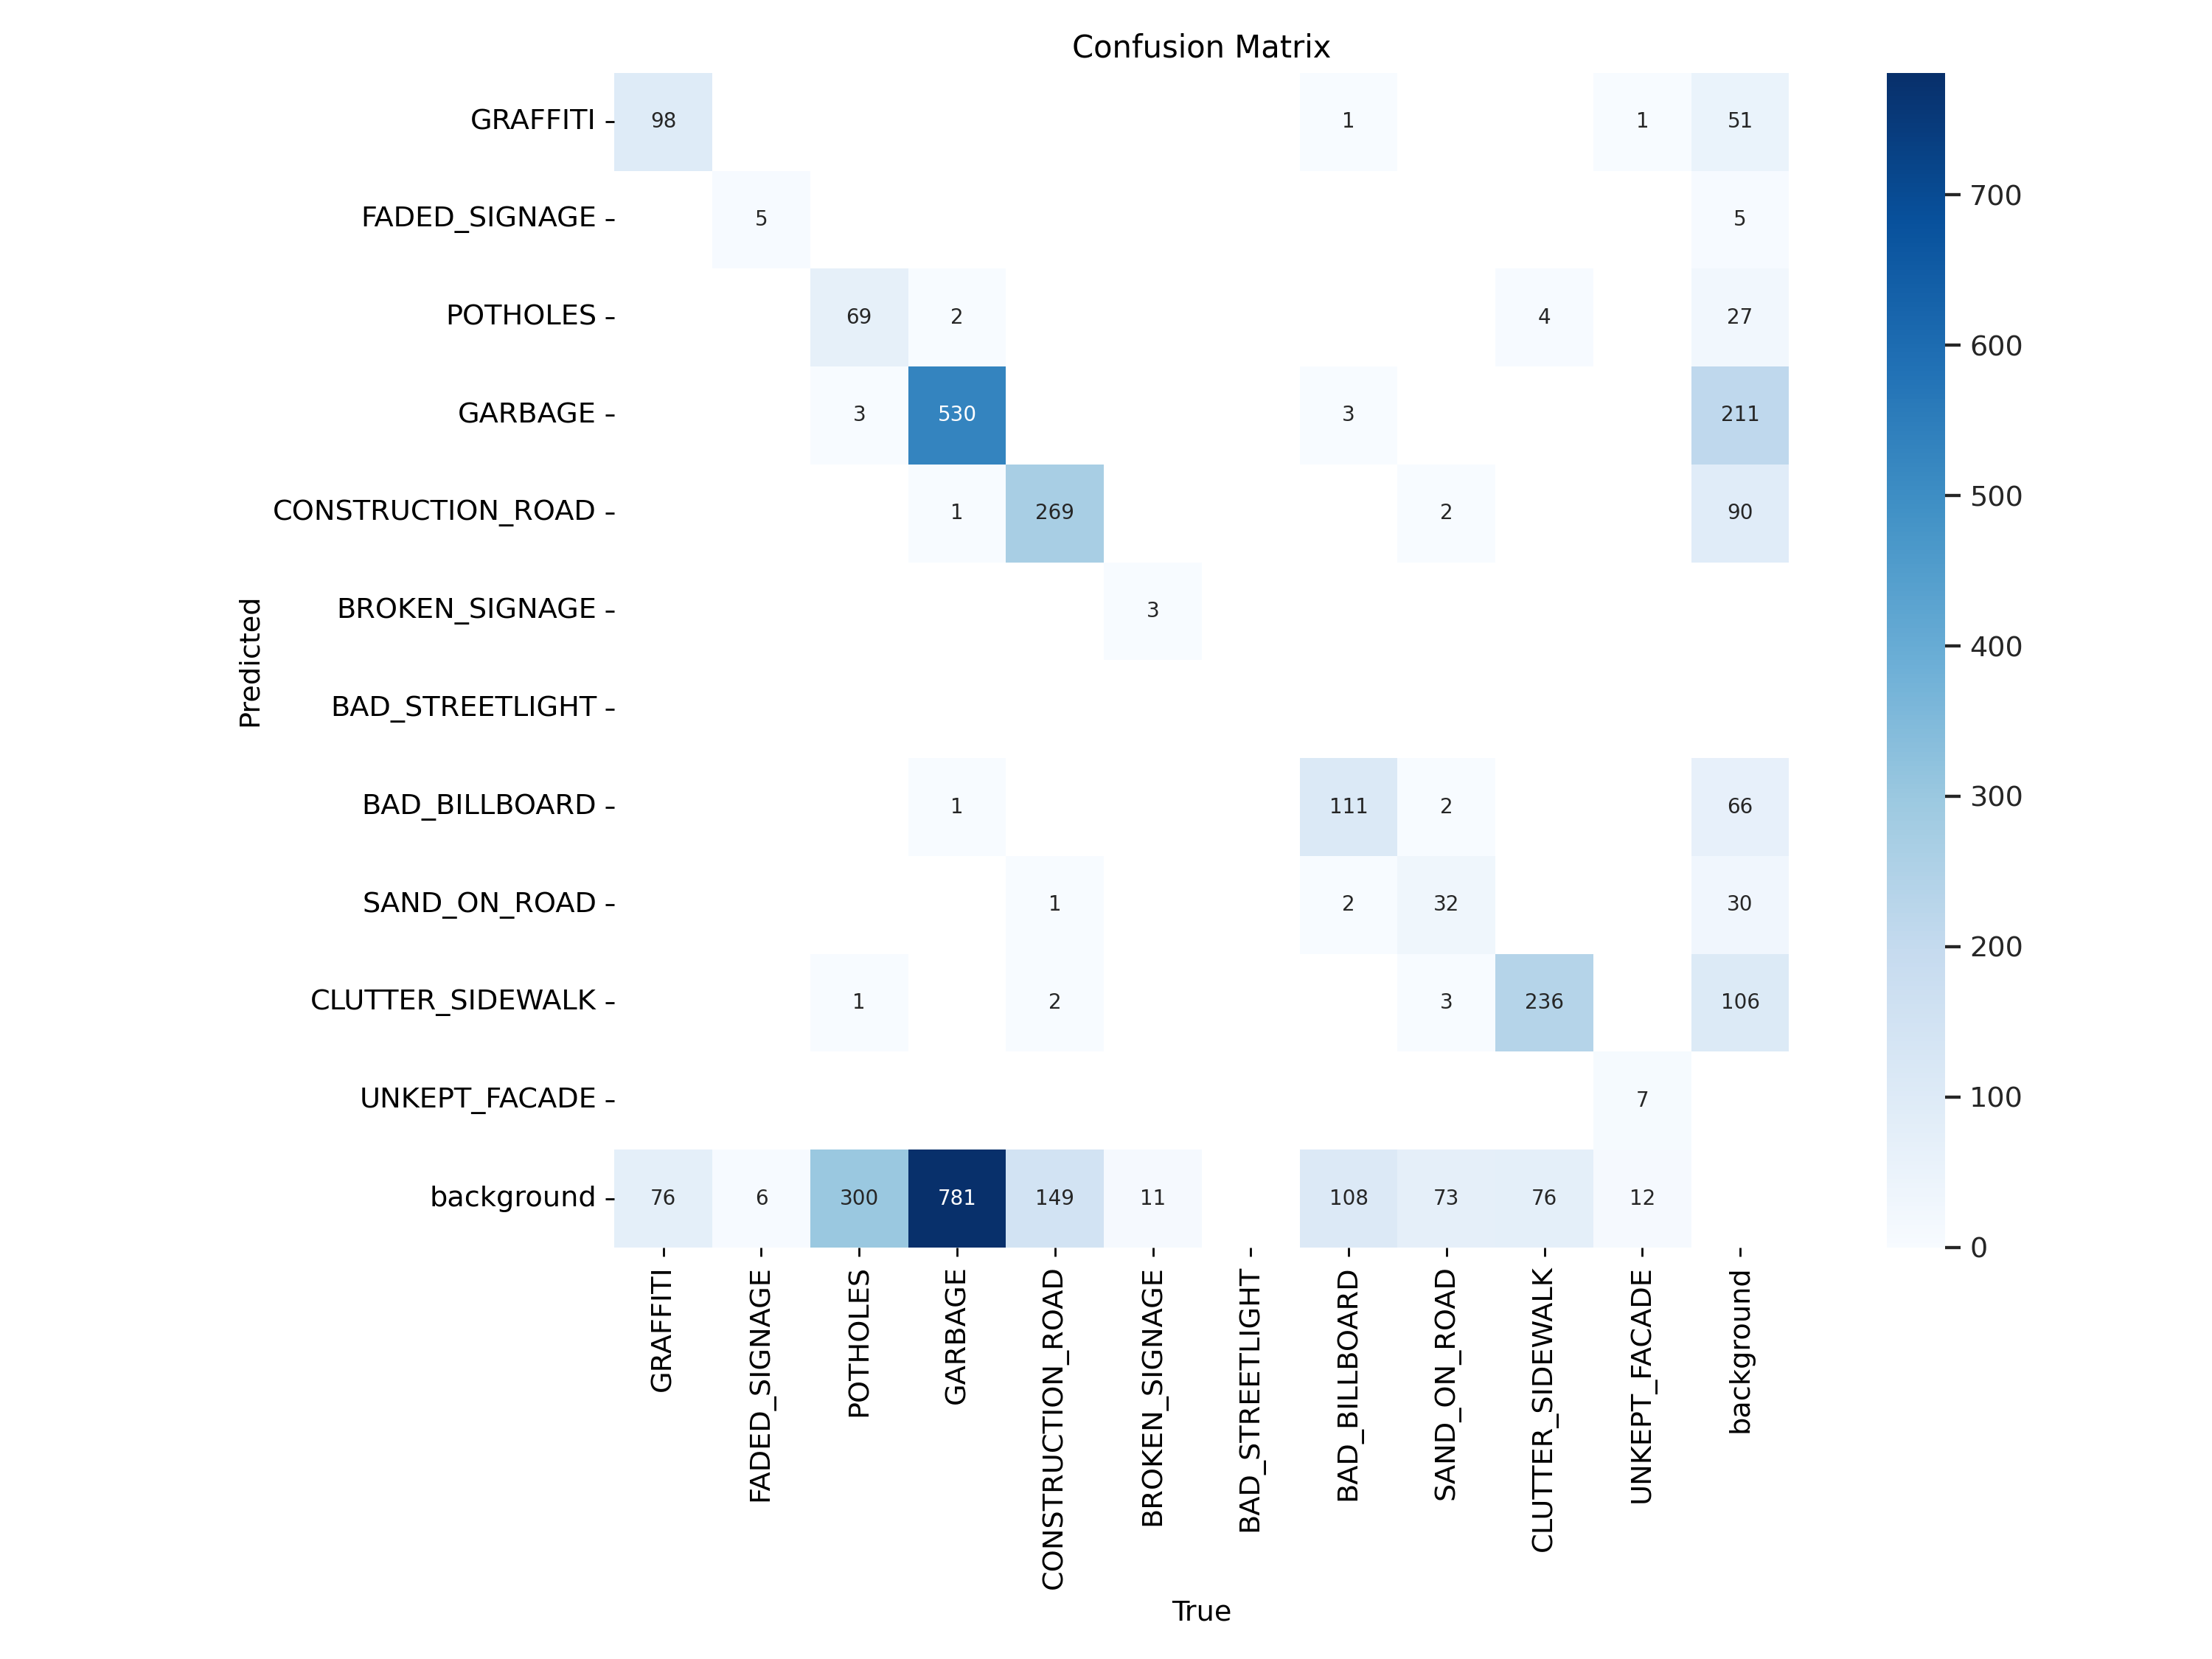 Confusion Matrix
GRAFFITI 98 1 1 51
FADED_SIGNAGE 5 5
POTHOLES 69 2 4 27
GARBAGE 3 530 3 211
CONSTRUCTION_ROAD 1 269 2 90
BROKEN_SIGNAGE 3
BAD_STREETLIGHT
BAD_BILLBOARD 1 111 2 66
SAND_ON_ROAD 1 2 32 30
CLUTTER_SIDEWALK 1 2 3 236 106
UNKEPT_FACADE 7
background 76 6 300 781 149 11 108 73 76 12
Predicted
GRAFFITI
FADED_SIGNAGE
POTHOLES
GARBAGE
CONSTRUCTION_ROAD
BROKEN_SIGNAGE
BAD_STREETLIGHT
BAD_BILLBOARD
SAND_ON_ROAD
CLUTTER_SIDEWALK
UNKEPT_FACADE
background
True
700
600
500
400
300
200
100
0